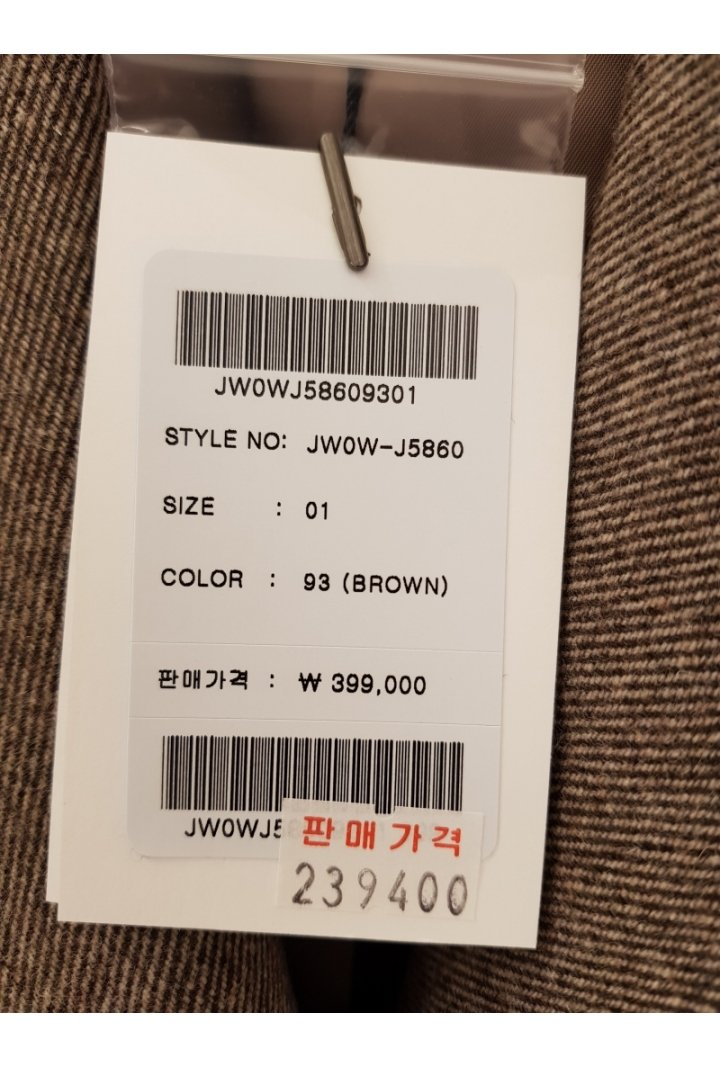 JW0WJ58609301
STYLE NO: JW0W-J5860
SIZE : 01
COLOR : 93 (BROWN)
판매가격 : ₩ 399,000
JW0WJ5
판매가격
239400